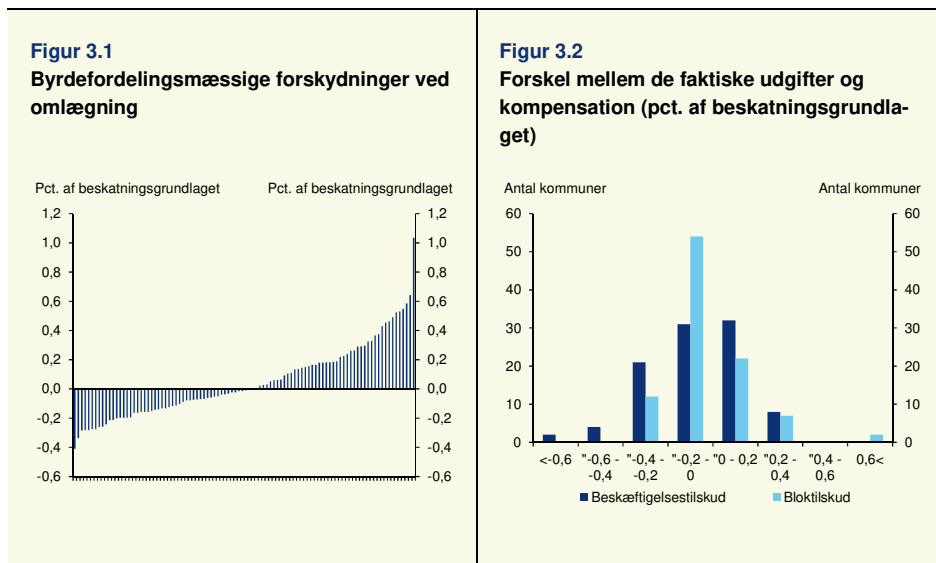 Figur 3.1
Byrdefordelingsmæssige forskydninger ved
omlægning
Pct. af beskatningsgrundlaget Pct. af beskatningsgrundlaget
1,2 1,2
1,0 1,0
0,8 0,8
0,6 0,6
0,4 0,4
0,2 0,2
0,0 0,0
-0,2 -0,2
-0,4 -0,4
-0,6 -0,6
Figur 3.2
Forskel mellem de faktiske udgifter og
kompensation (pct. af beskatningsgrundla-
get)
Antal kommuner Antal kommuner
60 60
50 50
40 40
30 30
20 20
10 10
0 0
<-0,6 "-0,6 - "-0,4 - "-0,2 - "0 - 0,2 "0,2 - "0,4 - 0,6<
-0,4 -0,2 0 0,4 0,6
Beskæftigelsestilskud Bloktilskud